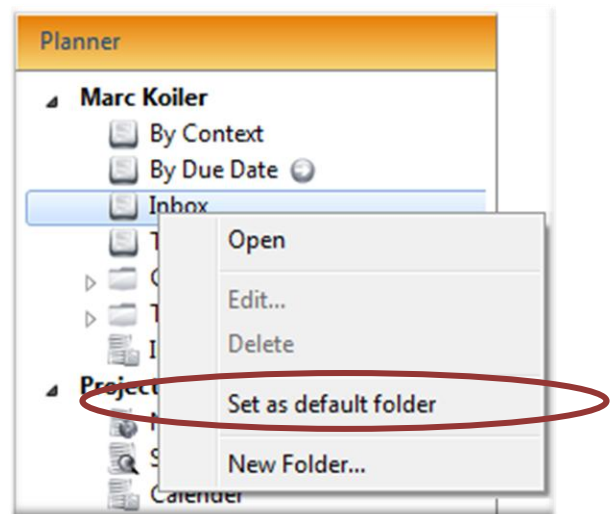 Planner
Marc Koiler
By Context
By Due Date
Inbox
Open
Edit...
Delete
Project
Set as default folder
New Folder...
Calender